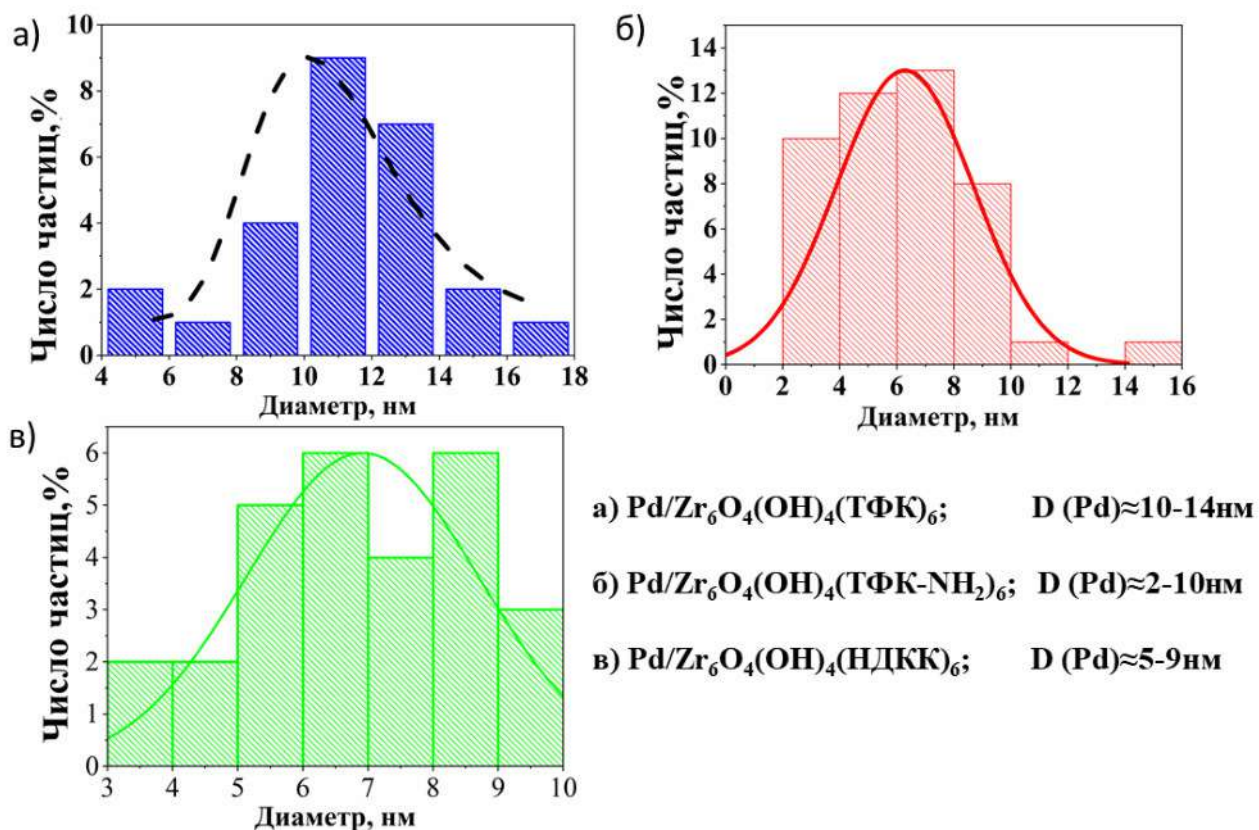 а)
Число частиц,%
10
8
6
4
2
0
4 6 8 10 12 14 16 18
Диаметр, нм
б)
Число частиц,%
14
12
10
8
6
4
2
0
0 2 4 6 8 10 12 14 16
Диаметр, нм
в)
Число частиц,%
6
5
4
3
2
1
0
3 4 5 6 7 8 9 10
Диаметр, нм
а) Pd/Zr₆O₄(OH)₄(ТФК)₆; D (Pd)≈10-14нм
б) Pd/Zr₆O₄(OH)₄(ТФК-NH₂)₆; D (Pd)≈2-10нм
в) Pd/Zr₆O₄(OH)₄(НДКК)₆; D (Pd)≈5-9нм